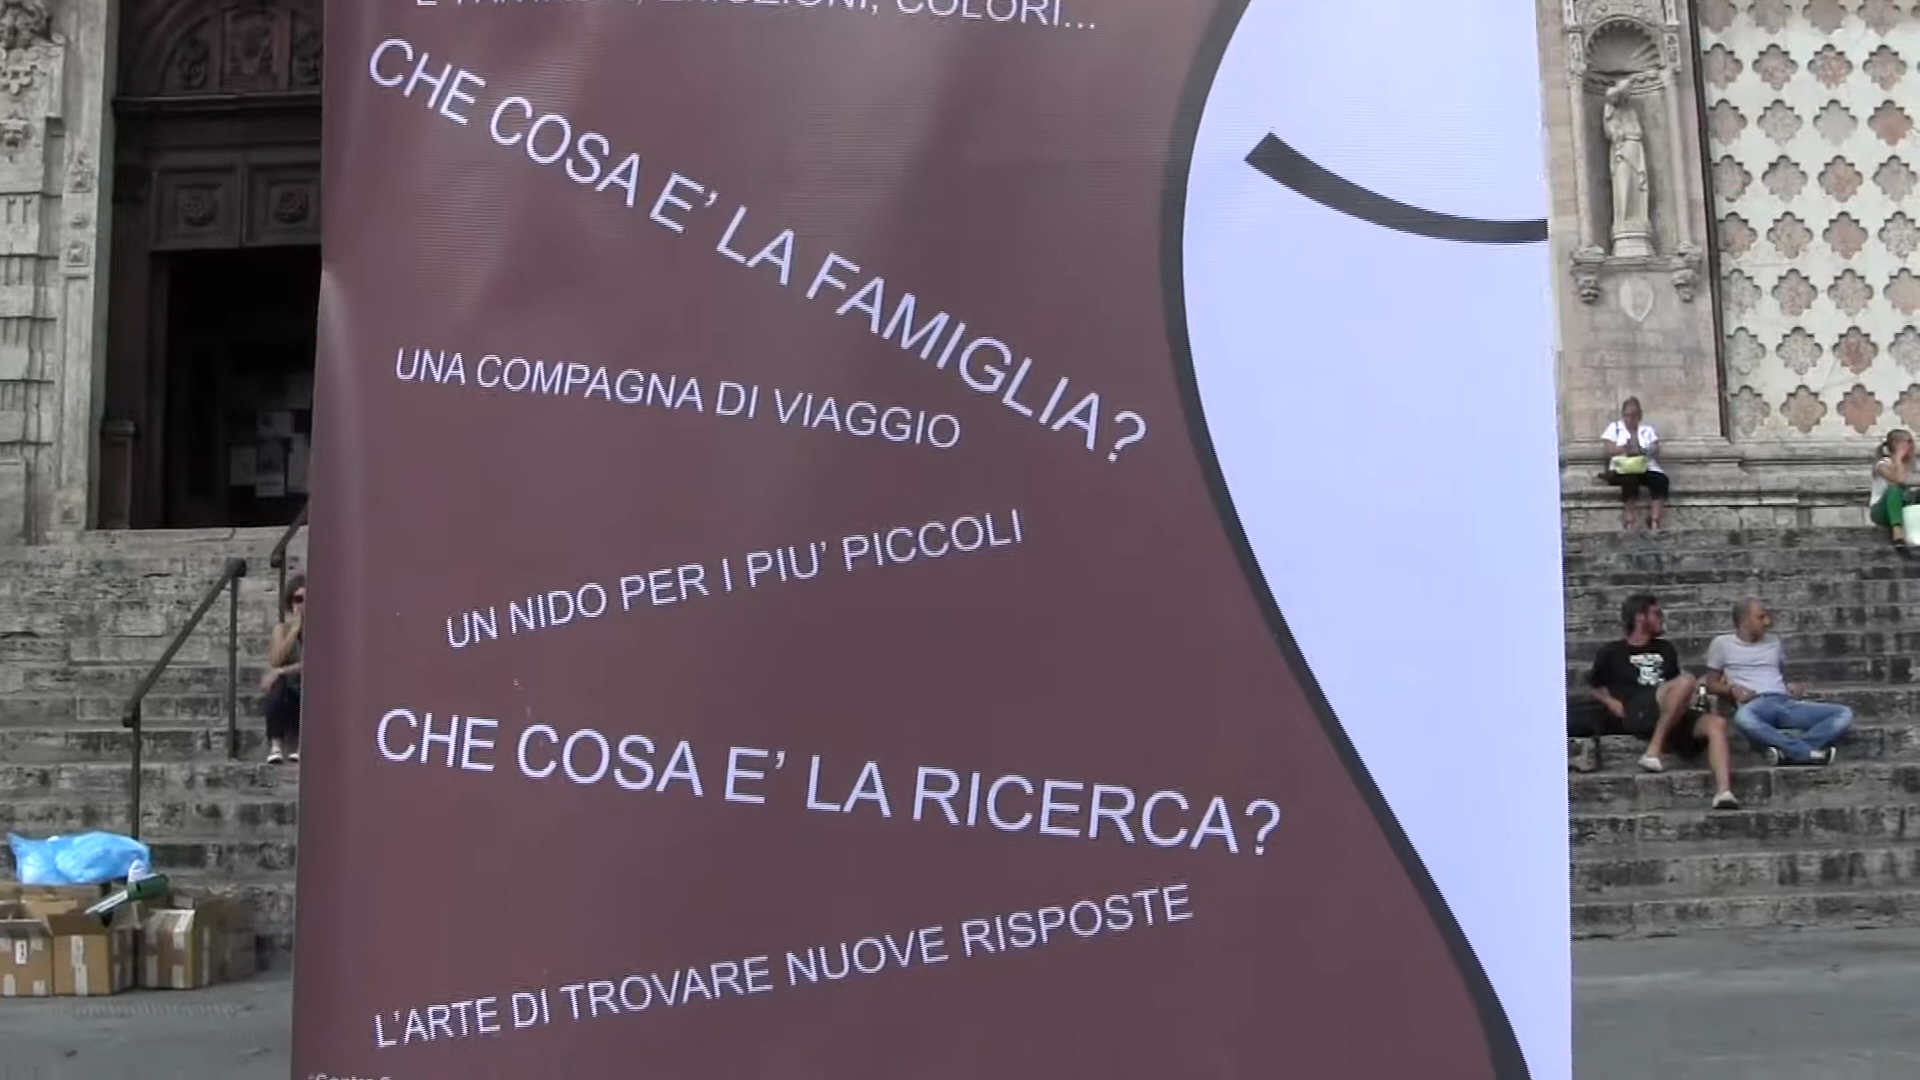 EMOZIONI, COLORI...
CHE COSA E' LA FAMIGLIA?
UNA COMPAGNA DI VIAGGIO
UN NIDO PER I PIU' PICCOLI
CHE COSA E' LA RICERCA?
L'ARTE DI TROVARE NUOVE RISPOSTE